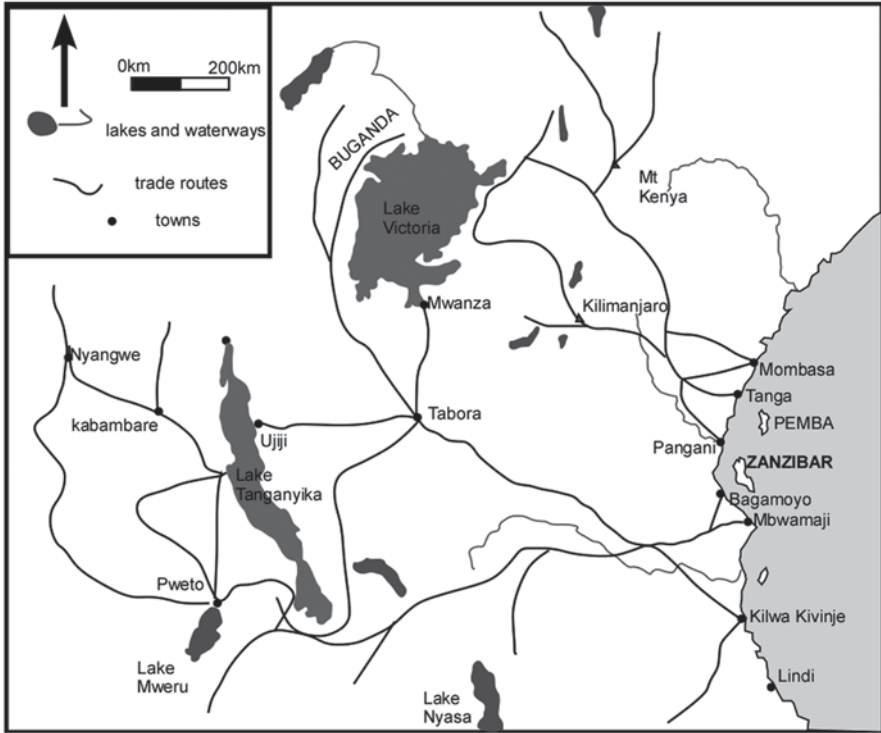 0km 200km
lakes and waterways
trade routes
towns
BUGANDA
Lake
Victoria
Mt
Kenya
Mwanza
Kilimanjaro
Nyangwe
Mombasa
kabambare
Tabora
Tanga
Ujiji
PEMBA
Pangani
ZANZIBAR
Lake
Tanganyika
Bagamoyo
Mbwamaji
Pweto
Kilwa Kivinje
Lake
Mweru
Lindi
Lake
Nyasa